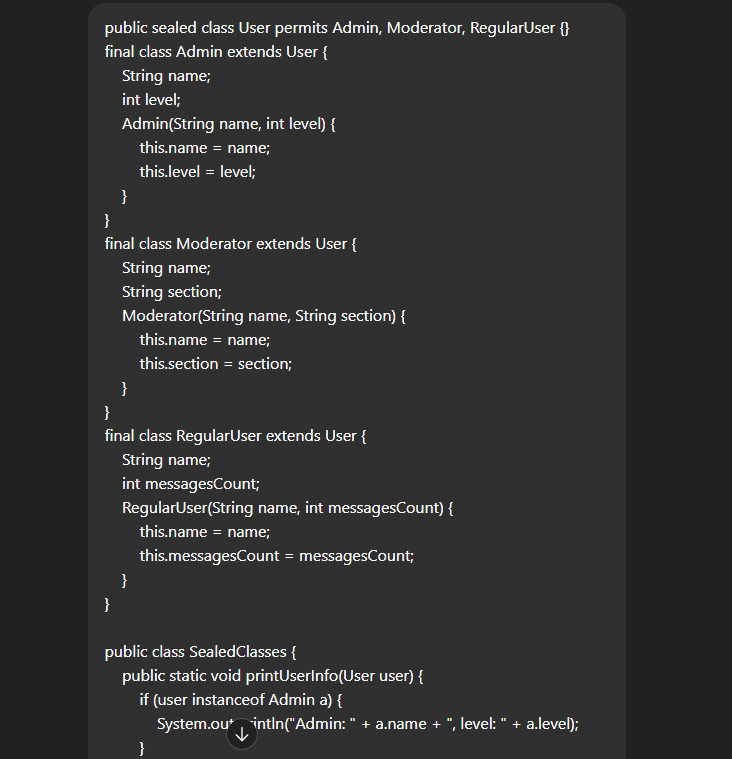 public sealed class User permits Admin, Moderator, RegularUser {}
final class Admin extends User {
String name;
int level;
Admin(String name, int level) {
this.name = name;
this.level = level;
}
}
final class Moderator extends User {
String name;
String section;
Moderator(String name, String section) {
this.name = name;
this.section = section;
}
}
final class RegularUser extends User {
String name;
int messagesCount;
RegularUser(String name, int messagesCount) {
this.name = name;
this.messagesCount = messagesCount;
}
}
public class SealedClasses {
public static void printUserInfo(User user) {
if (user instanceof Admin a) {
System.out.println("Admin: " + a.name + ", level: " + a.level);
}